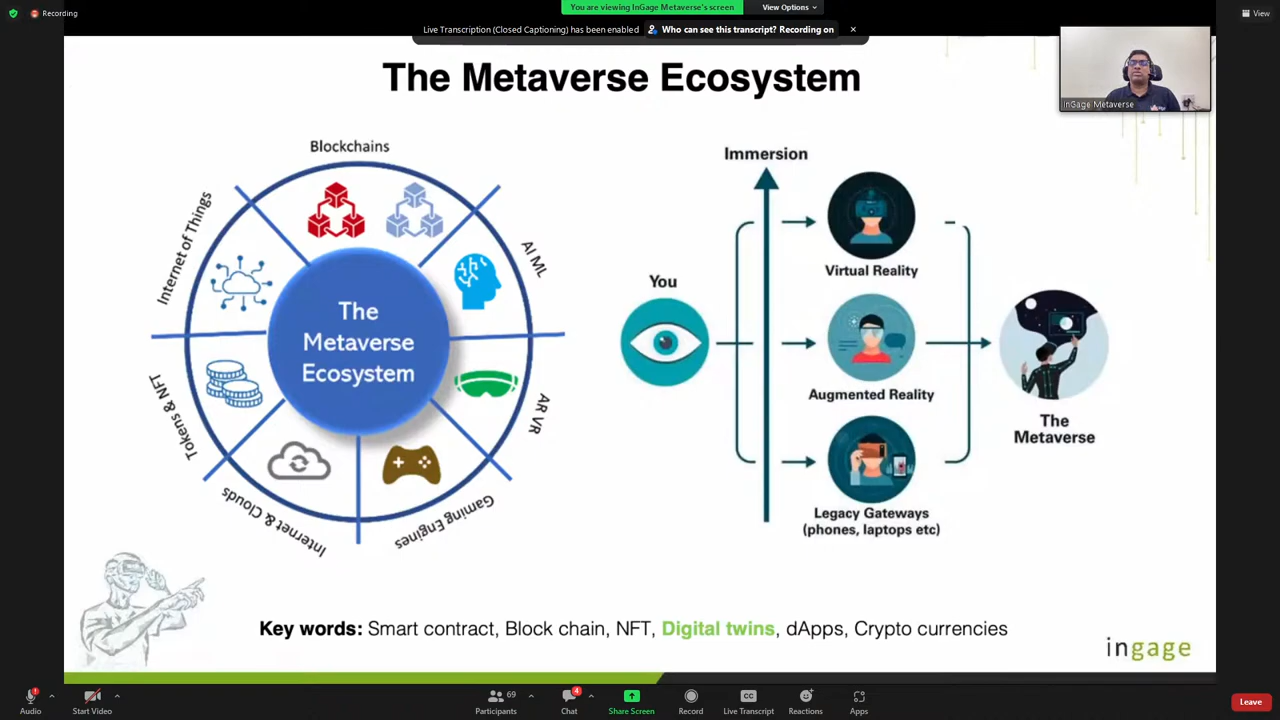 Recording
You are viewing InGage Metaverse's screen
View Options
View
Live Transcription (Closed Captioning) has been enabled
Who can see this transcript? Recording on
The Metaverse Ecosystem
inGage Metaverse
Blockchains
Internet of Things
AI ML
Tokens & NFT
AR VR
Internet & Clouds
Gaming Engines
The
Metaverse
Ecosystem
Immersion
You
Virtual Reality
Augmented Reality
Legacy Gateways
(phones, laptops etc)
The
Metaverse
Key words: Smart contract, Block chain, NFT, Digital twins, dApps, Crypto currencies
ingage
Audio
Start Video
69
Participants
4
Chat
Share Screen
Record
CC
Live Transcript
Reactions
Apps
Leave